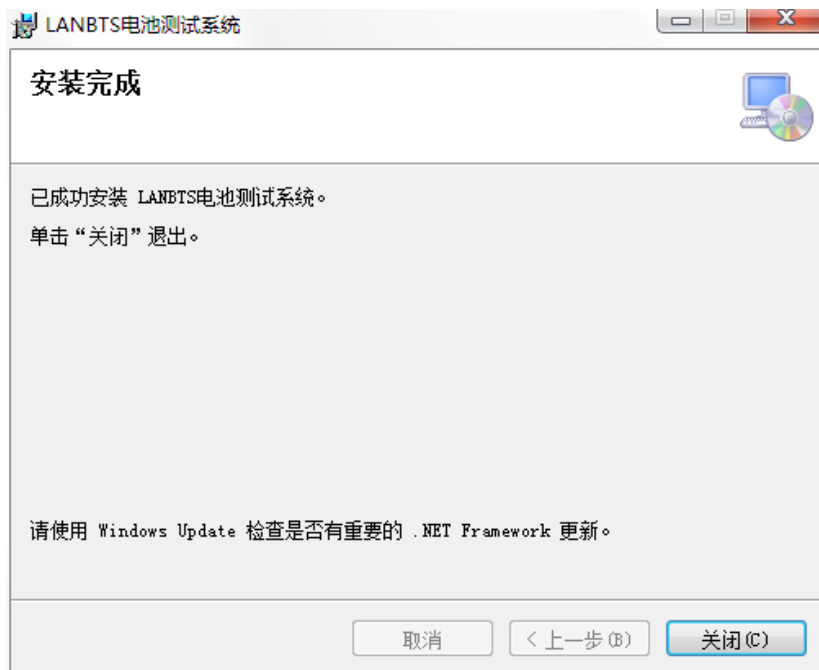 LANBTS电池测试系统
安装完成
已成功安装 LANBTS电池测试系统。
单击“关闭”退出。
请使用 Windows Update 检查是否有重要的 .NET Framework 更新。
取消
< 上一步(B)
关闭(C)